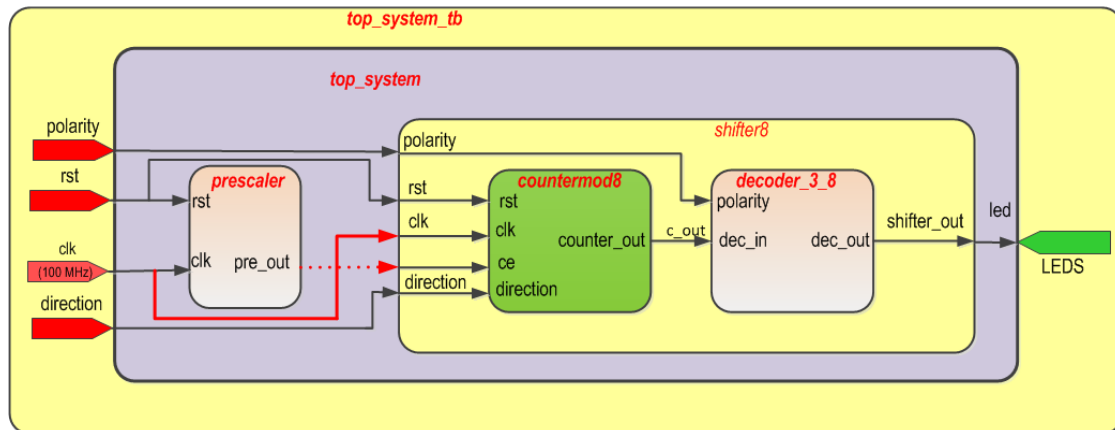 top_system_tb
top_system
shifter8
polarity
polarity
prescaler
countermod8
decoder_3_8
rst
rst
rst
rst
polarity
clk
clk
led
shifter_out
clk
(100 MHz)
clk
pre_out
counter_out
c_out
dec_in
dec_out
ce
LEDS
direction
direction
direction